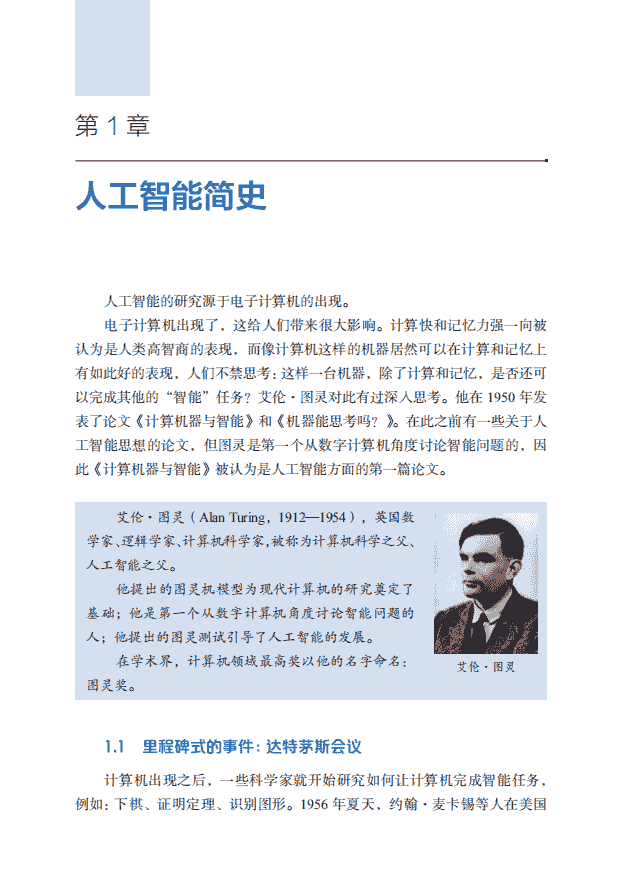 第 1 章
人工智能简史
人工智能的研究源于电子计算机的出现。
电子计算机出现了，这给人们带来很大影响。计算快和记忆力强一向被
认为是人类高智商的表现，而像计算机这样的机器居然可以在计算和记忆上
有如此好的表现，人们不禁思考：这样一台机器，除了计算和记忆，是否还可
以完成其他的“智能”任务？艾伦·图灵对此有过深入思考。他在 1950 年发
表了论文《计算机器与智能》和《机器能思考吗？》。在此之前有一些关于人
工智能思想的论文，但图灵是第一个从数字计算机角度讨论智能问题的，因
此《计算机器与智能》被认为是人工智能方面的第一篇论文。
艾伦·图灵（Alan Turing，1912—1954），英国数
学家、逻辑学家、计算机科学家，被称为计算机科学之父、
人工智能之父。
他提出的图灵机模型为现代计算机的研究奠定了
基础；他是第一个从数字计算机角度讨论智能问题的
人；他提出的图灵测试引导了人工智能的发展。
在学术界，计算机领域最高奖以他的名字命名：
图灵奖。
艾伦·图灵
1.1 里程碑式的事件：达特茅斯会议
计算机出现之后，一些科学家就开始研究如何让计算机完成智能任务，
例如：下棋、证明定理、识别图形。1956 年夏天，约翰·麦卡锡等人在美国